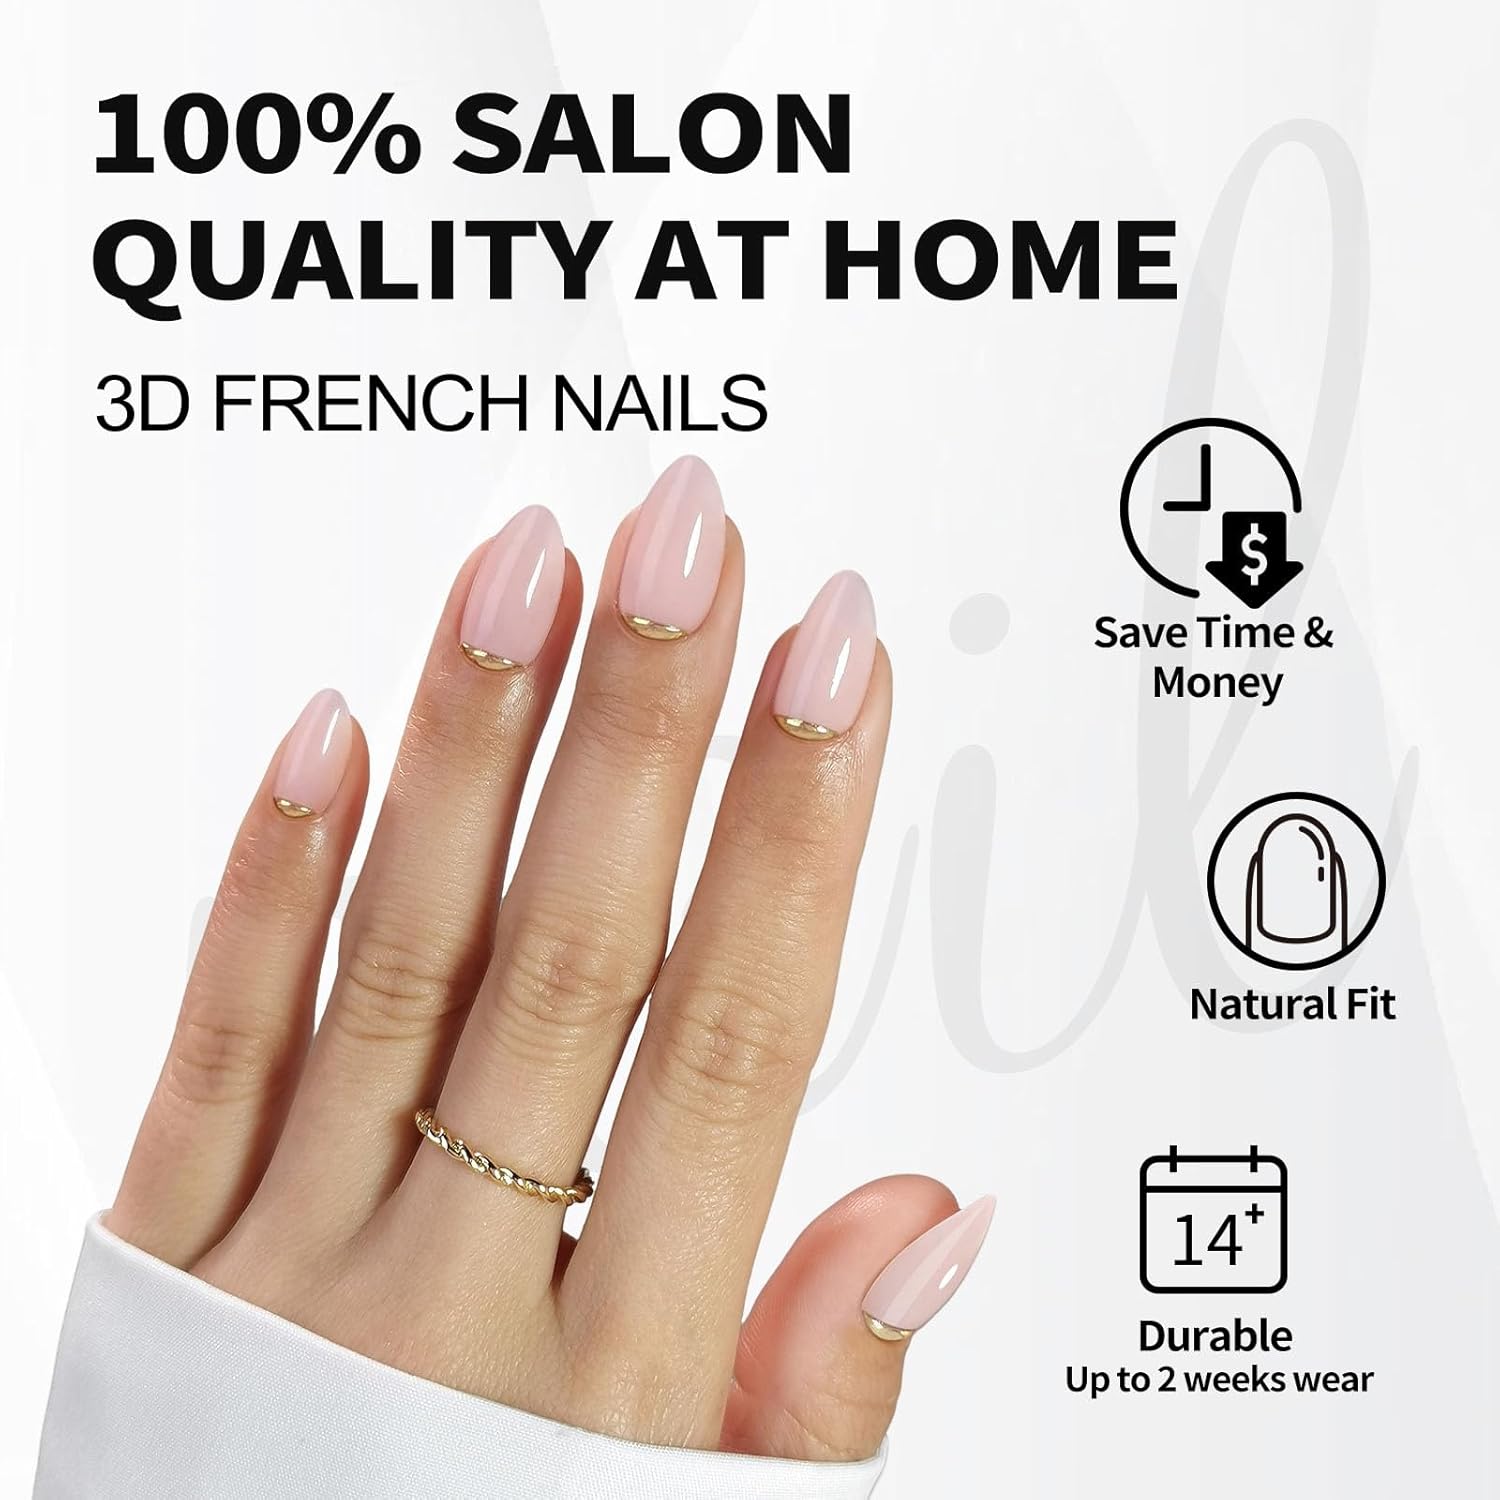 100% SALON
QUALITY AT HOME
3D FRENCH NAILS
$
Save Time &
Money
Natural Fit
14+
Durable
Up to 2 weeks wear